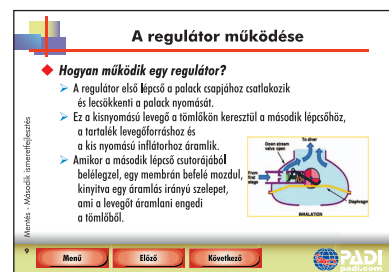 A regulátor működése
Hogyan működik egy regulátor?
A regulátor első lépcső a palack csapjához csatlakozik
és lecsökkenti a palack nyomását.
Ez a kisnyomású levegő a tömlőkön keresztül a második lépcsőhöz,
a tartalék levegőforráshoz és
a kis nyomású inflátorhoz áramlik.
Amikor a második lépcső csutorájából
belélegzel, egy membrán befelé mozdul,
kinyitva egy áramlás irányú szelepet,
ami a levegőt áramlani engedi
a tömlőből.
Down stream
valve open
To diver
From
first
stage
Diaphragm
INHALATION
Mentés - Második ismeretfejlesztés
9
Menü
Előző
Következő
PADI
padi.com